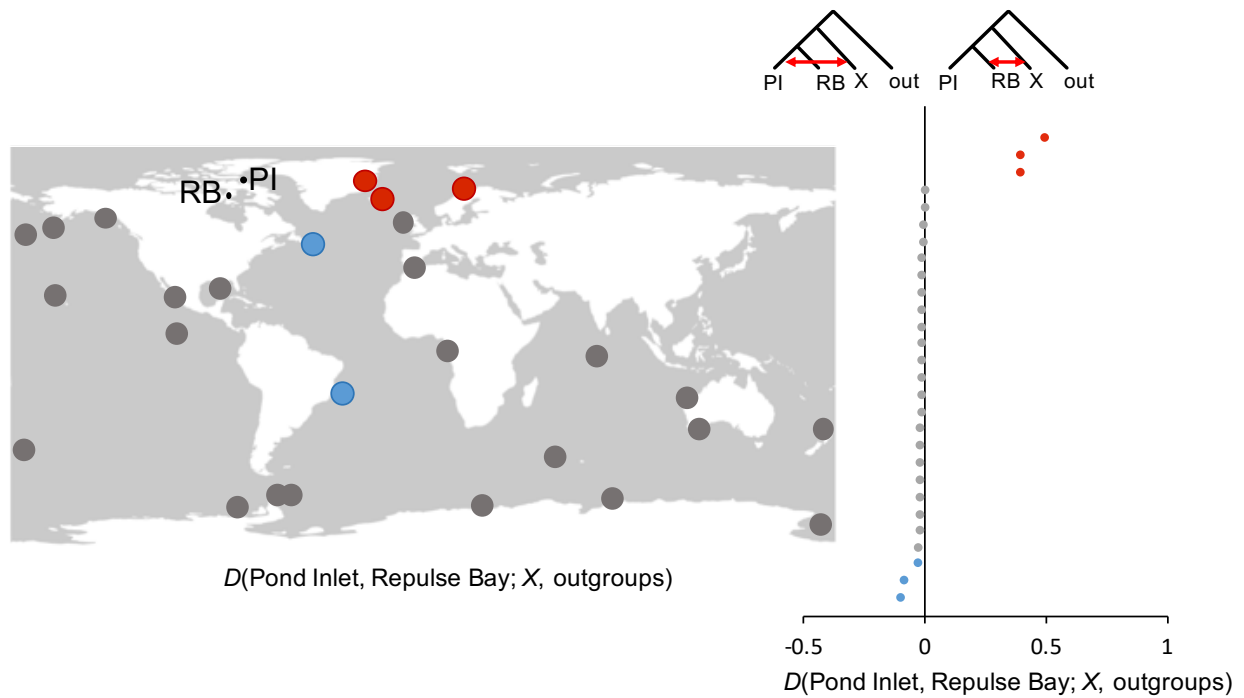 PI RB X out
PI RB X out
PI
RB
D(Pond Inlet, Repulse Bay; X, outgroups)
-0.5 0 0.5 1
D(Pond Inlet, Repulse Bay; X, outgroups)